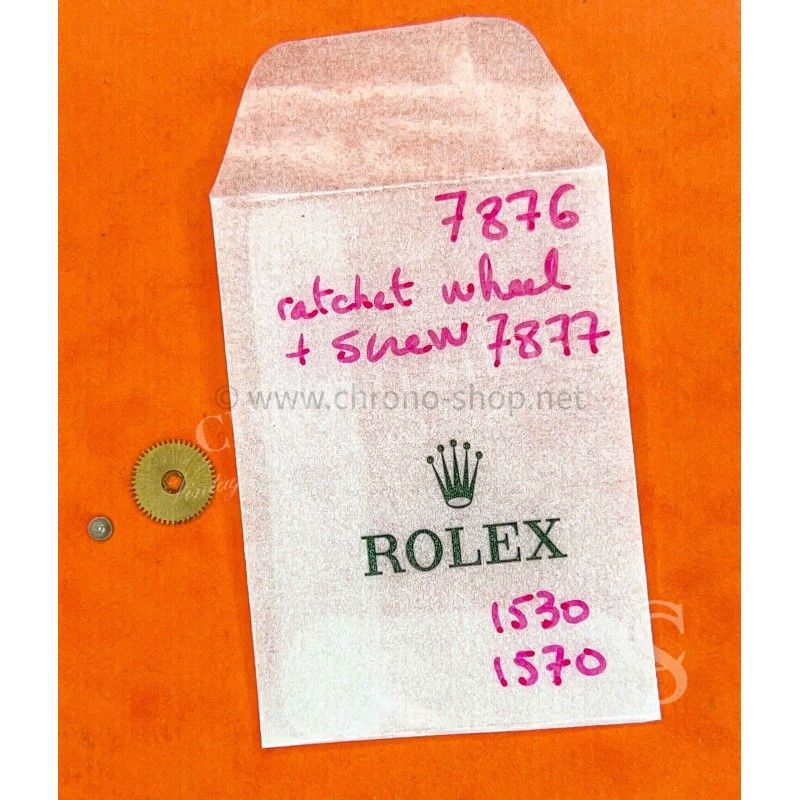 7876
ratchet wheel
+ screw 7877
© www.chrono-shop.net
ROLEX
1530
1570